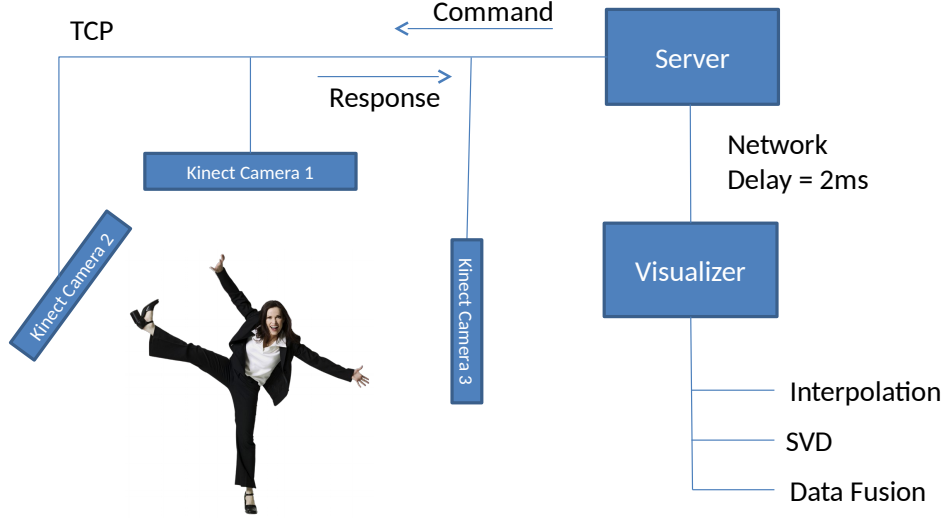 Command
TCP
Server
Response
Network
Delay = 2ms
Kinect Camera 1
Kinect Camera 2
Kinect Camera 3
Visualizer
Interpolation
SVD
Data Fusion